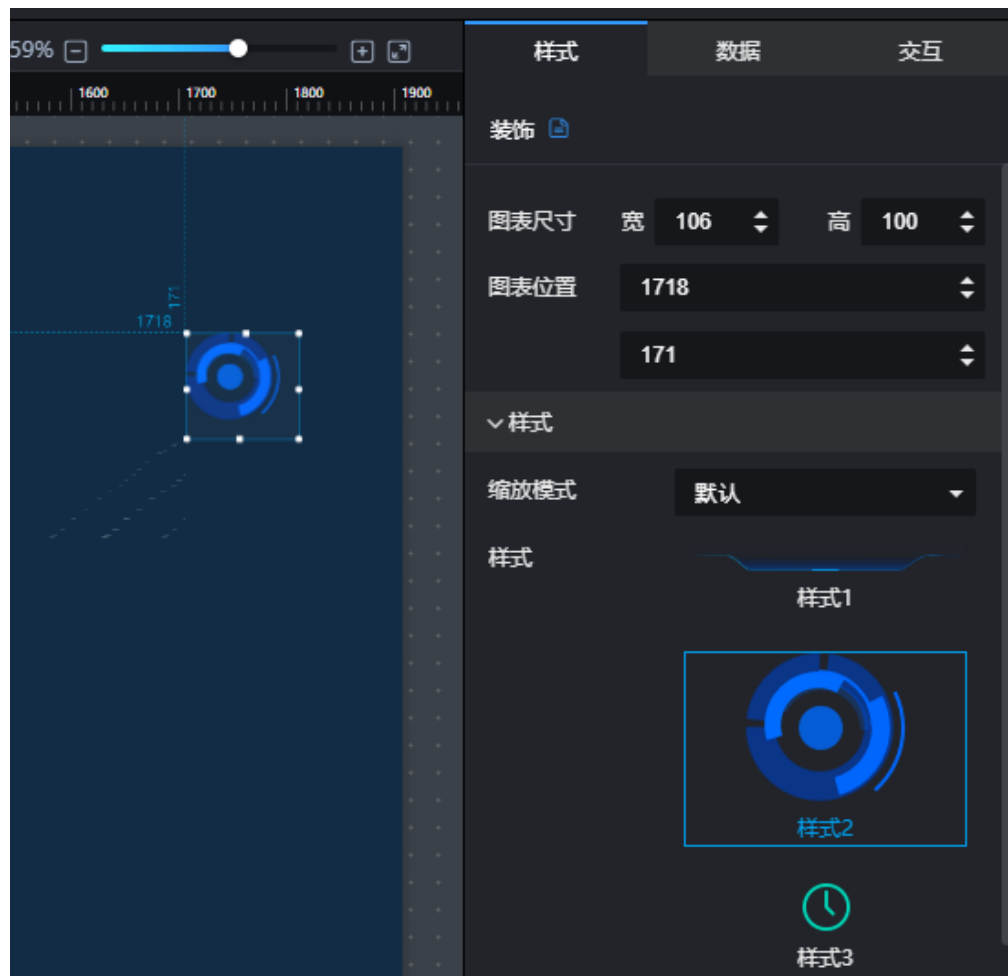 59%
样式 数据 交互
1600 1700 1800 1900
装饰
图表尺寸 宽 106 高 100
图表位置 1718
171
171
1718
样式
缩放模式 默认
样式
样式1
样式2
样式3